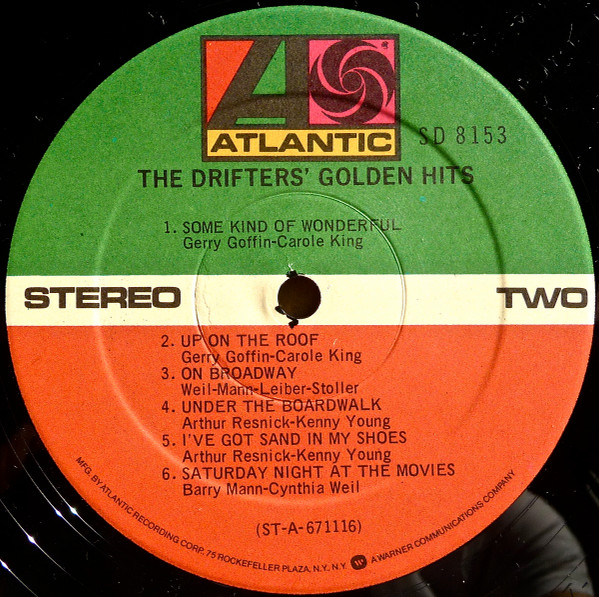 ATLANTIC
SD 8153
THE DRIFTERS' GOLDEN HITS
1. SOME KIND OF WONDERFUL
Gerry Goffin-Carole King
STEREO
TWO
2. UP ON THE ROOF
Gerry Goffin-Carole King
3. ON BROADWAY
Weil-Mann-Leiber-Stoller
4. UNDER THE BOARDWALK
Arthur Resnick-Kenny Young
5. I'VE GOT SAND IN MY SHOES
Arthur Resnick-Kenny Young
6. SATURDAY NIGHT AT THE MOVIES
Barry Mann-Cynthia Weil
(ST-A-671116)
MFG. BY ATLANTIC RECORDING CORP. 75 ROCKEFELLER PLAZA, N.Y., N.Y. A WARNER COMMUNICATIONS COMPANY